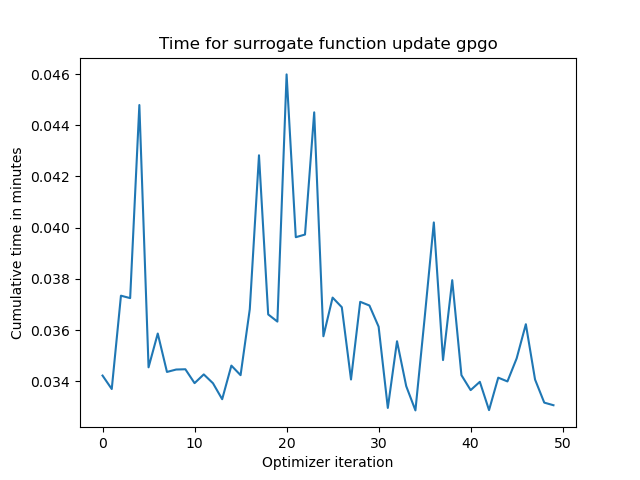 Time for surrogate function update gpgo
Cumulative time in minutes
0.046
0.044
0.042
0.040
0.038
0.036
0.034
0 10 20 30 40 50
Optimizer iteration